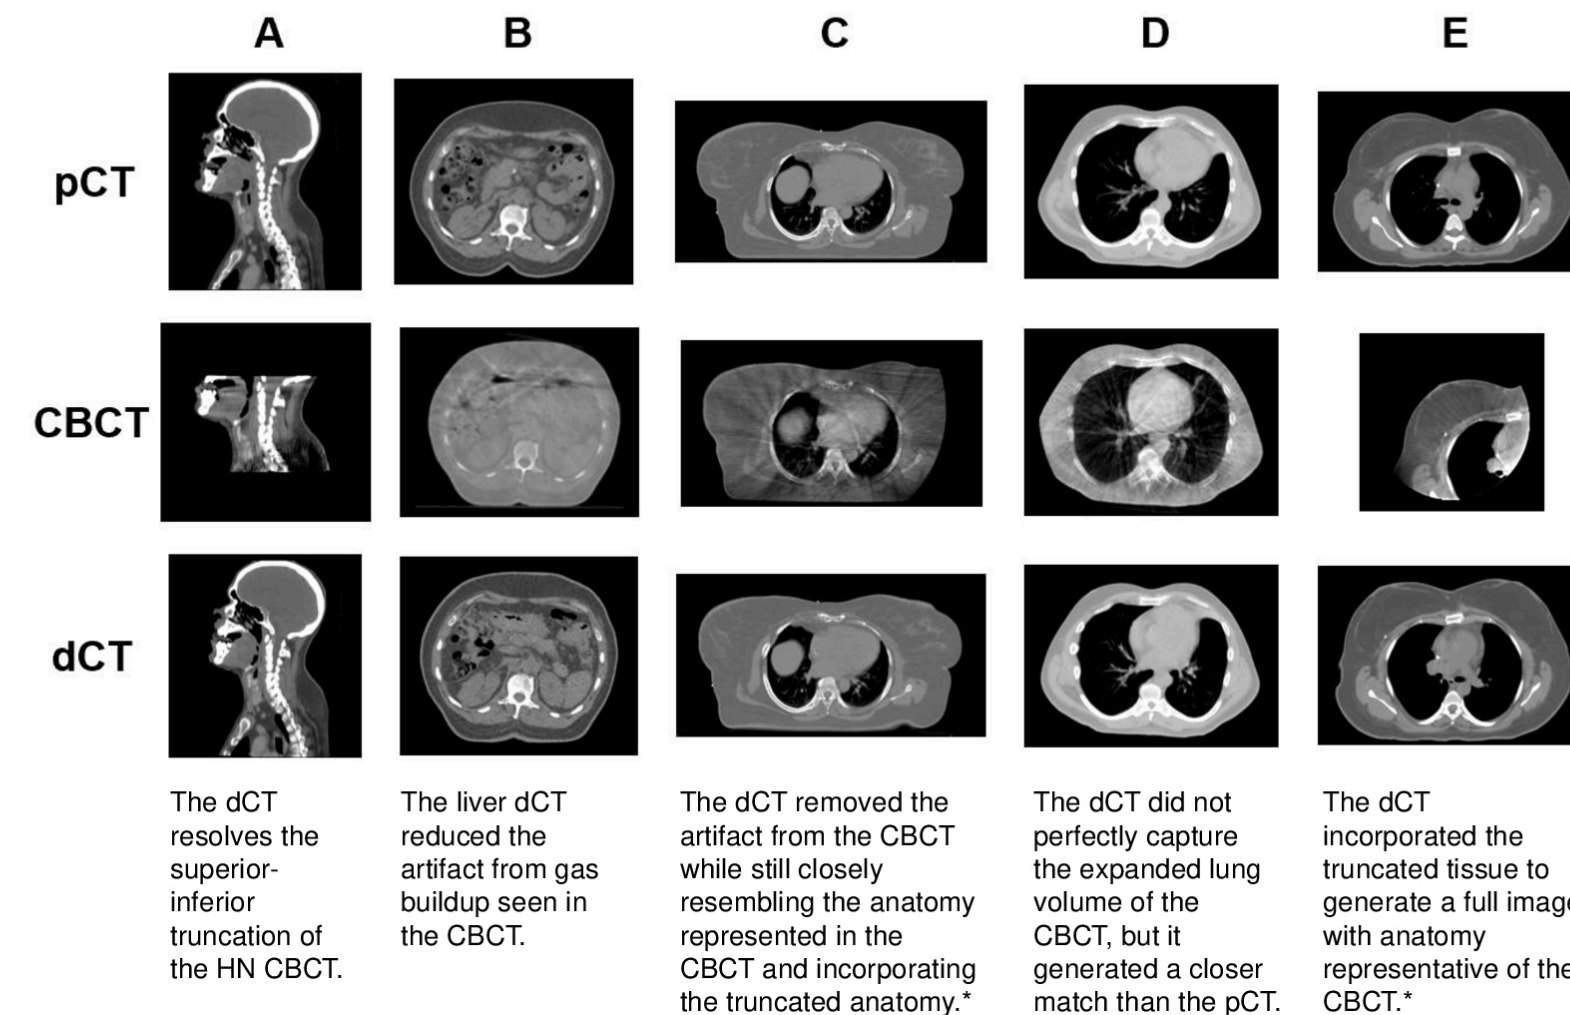 A B C D E
pCT
CBCT
dCT
The dCT
resolves the
superior-
inferior
truncation of
the HN CBCT.
The liver dCT
reduced the
artifact from gas
buildup seen in
the CBCT.
The dCT removed the
artifact from the CBCT
while still closely
resembling the anatomy
represented in the
CBCT and incorporating
the truncated anatomy.*
The dCT did not
perfectly capture
the expanded lung
volume of the
CBCT, but it
generated a closer
match than the pCT.
The dCT
incorporated the
truncated tissue to
generate a full image
with anatomy
representative of the
CBCT.*